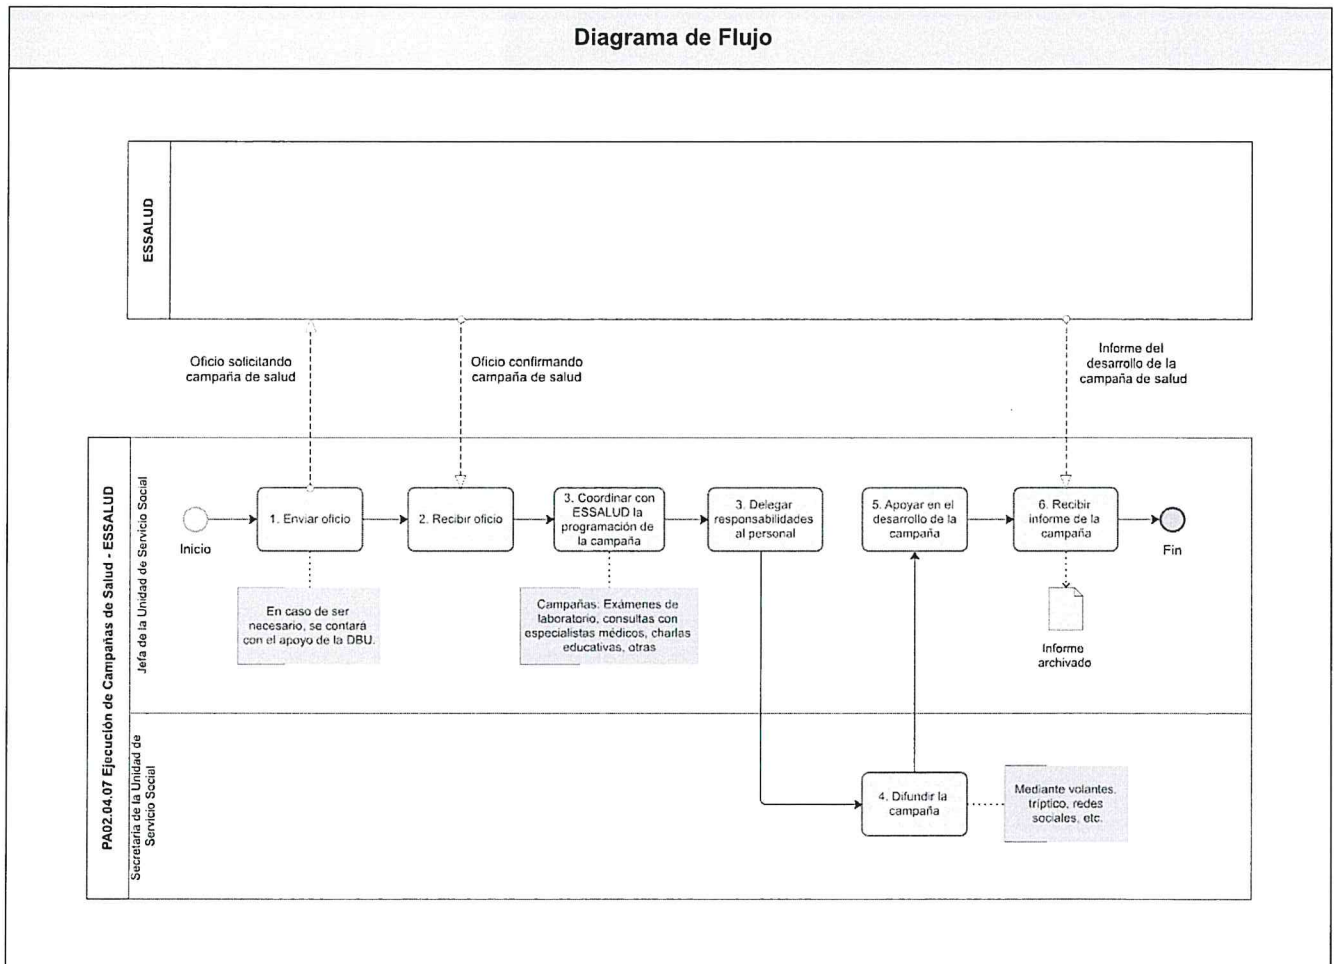 Diagrama de Flujo
ESSALUD
Oficio solicitando
campaña de salud
Oficio confirmando
campaña de salud
Informe del
desarrollo de la
campaña de salud
PA02.04.07 Ejecución de Campañas de Salud - ESSALUD
Jefa de la Unidad de Servicio Social
Inicio
1. Enviar oficio
2. Recibir oficio
3. Coordinar con
ESSALUD la
programación de
la campaña
3. Delegar
responsabilidades
al personal
5. Apoyar en el
desarrollo de la
campaña
6. Recibir
informe de la
campaña
Fin
En caso de ser
necesario, se contará
con el apoyo de la DBU.
Campañas: Exámenes de
laboratorio, consultas con
especialistas médicos, charlas
educativas, otras
Informe
archivado
Secretaria de la Unidad de
Servicio Social
4. Difundir la
campaña
Mediante volantes,
tríptico, redes
sociales, etc.